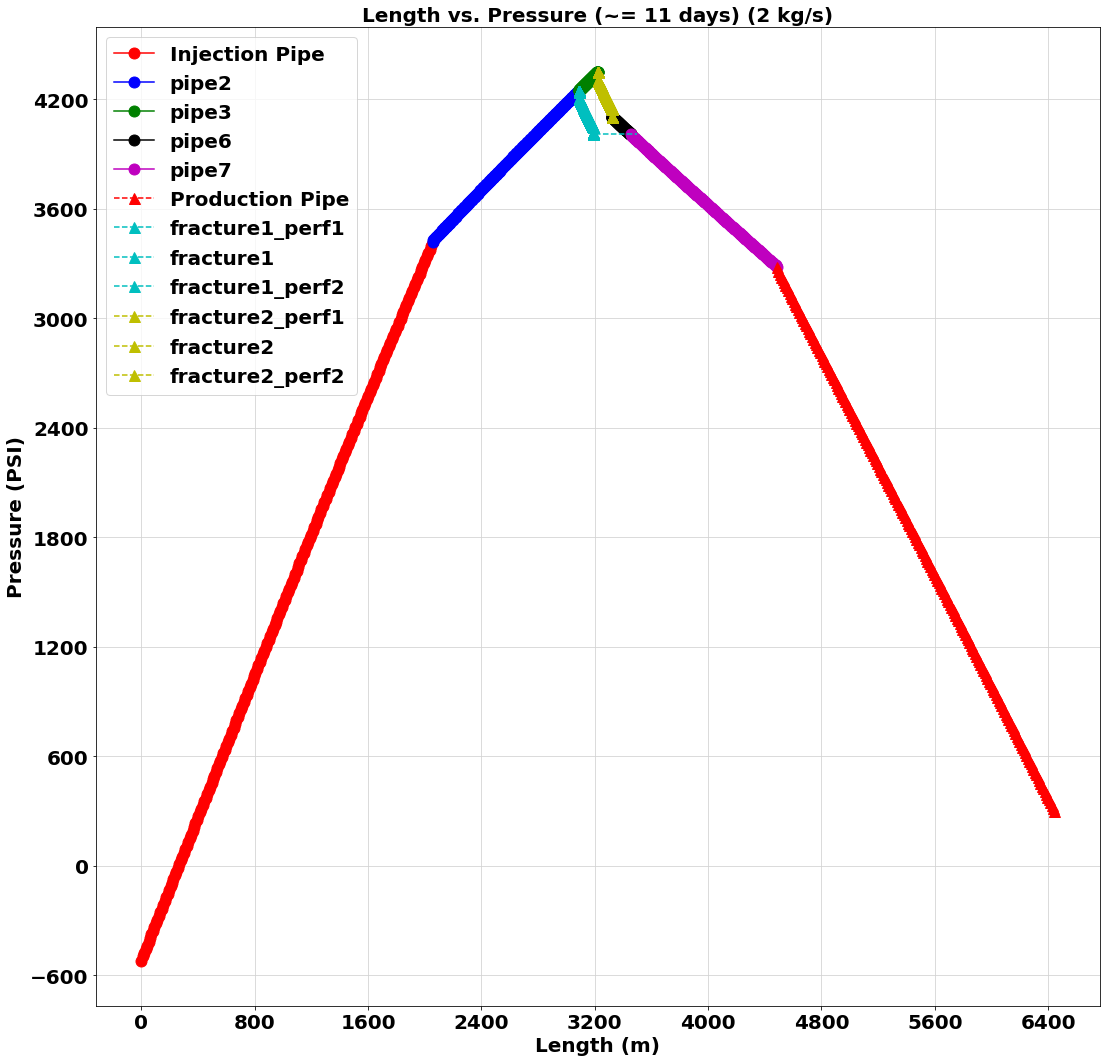 Length vs. Pressure (~= 11 days) (2 kg/s)
Injection Pipe
pipe2
pipe3
pipe6
pipe7
Production Pipe
fracture1_perf1
fracture1
fracture1_perf2
fracture2_perf1
fracture2
fracture2_perf2
Pressure (PSI)
4200
3600
3000
2400
1800
1200
600
0
−600
0 800 1600 2400 3200 4000 4800 5600 6400
Length (m)